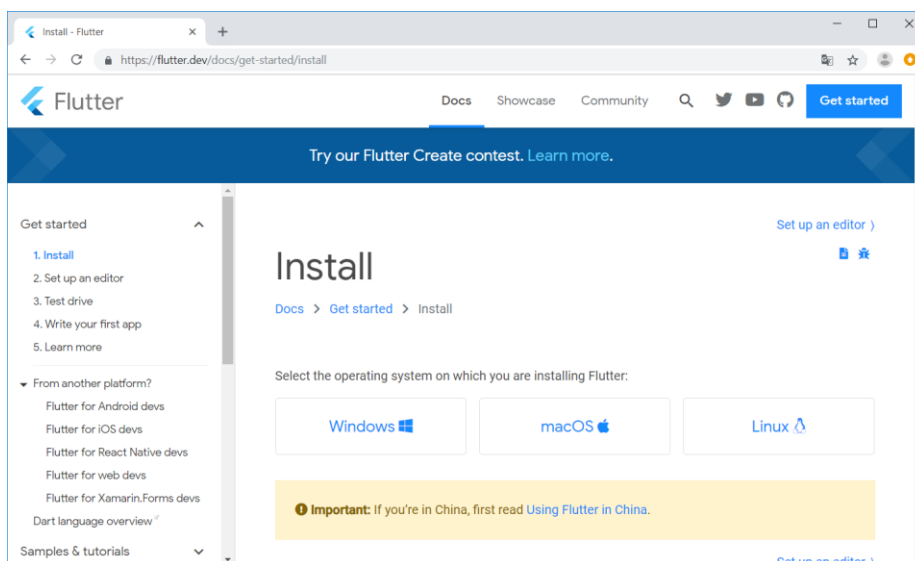 Install - Flutter
https://flutter.dev/docs/get-started/install
Flutter
Docs Showcase Community Get started
Try our Flutter Create contest. Learn more.
Get started
1. Install
2. Set up an editor
3. Test drive
4. Write your first app
5. Learn more
From another platform?
Flutter for Android devs
Flutter for iOS devs
Flutter for React Native devs
Flutter for web devs
Flutter for Xamarin.Forms devs
Dart language overview
Samples & tutorials
Set up an editor
Install
Docs > Get started > Install
Select the operating system on which you are installing Flutter:
Windows macOS Linux
Important: If you're in China, first read Using Flutter in China.
Set up an editor